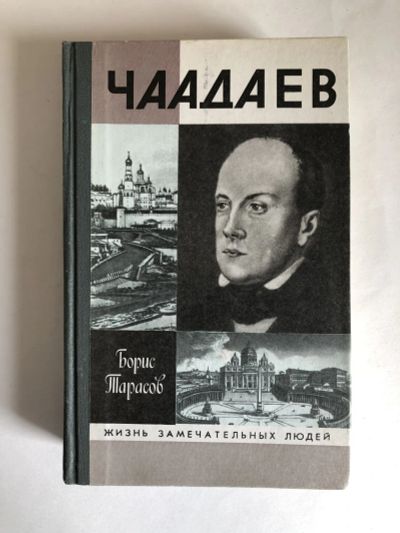 ЧААДАЕВ
Борис
Тарасов
ЖИЗНЬ ЗАМЕЧАТЕЛЬНЫХ ЛЮДЕЙ